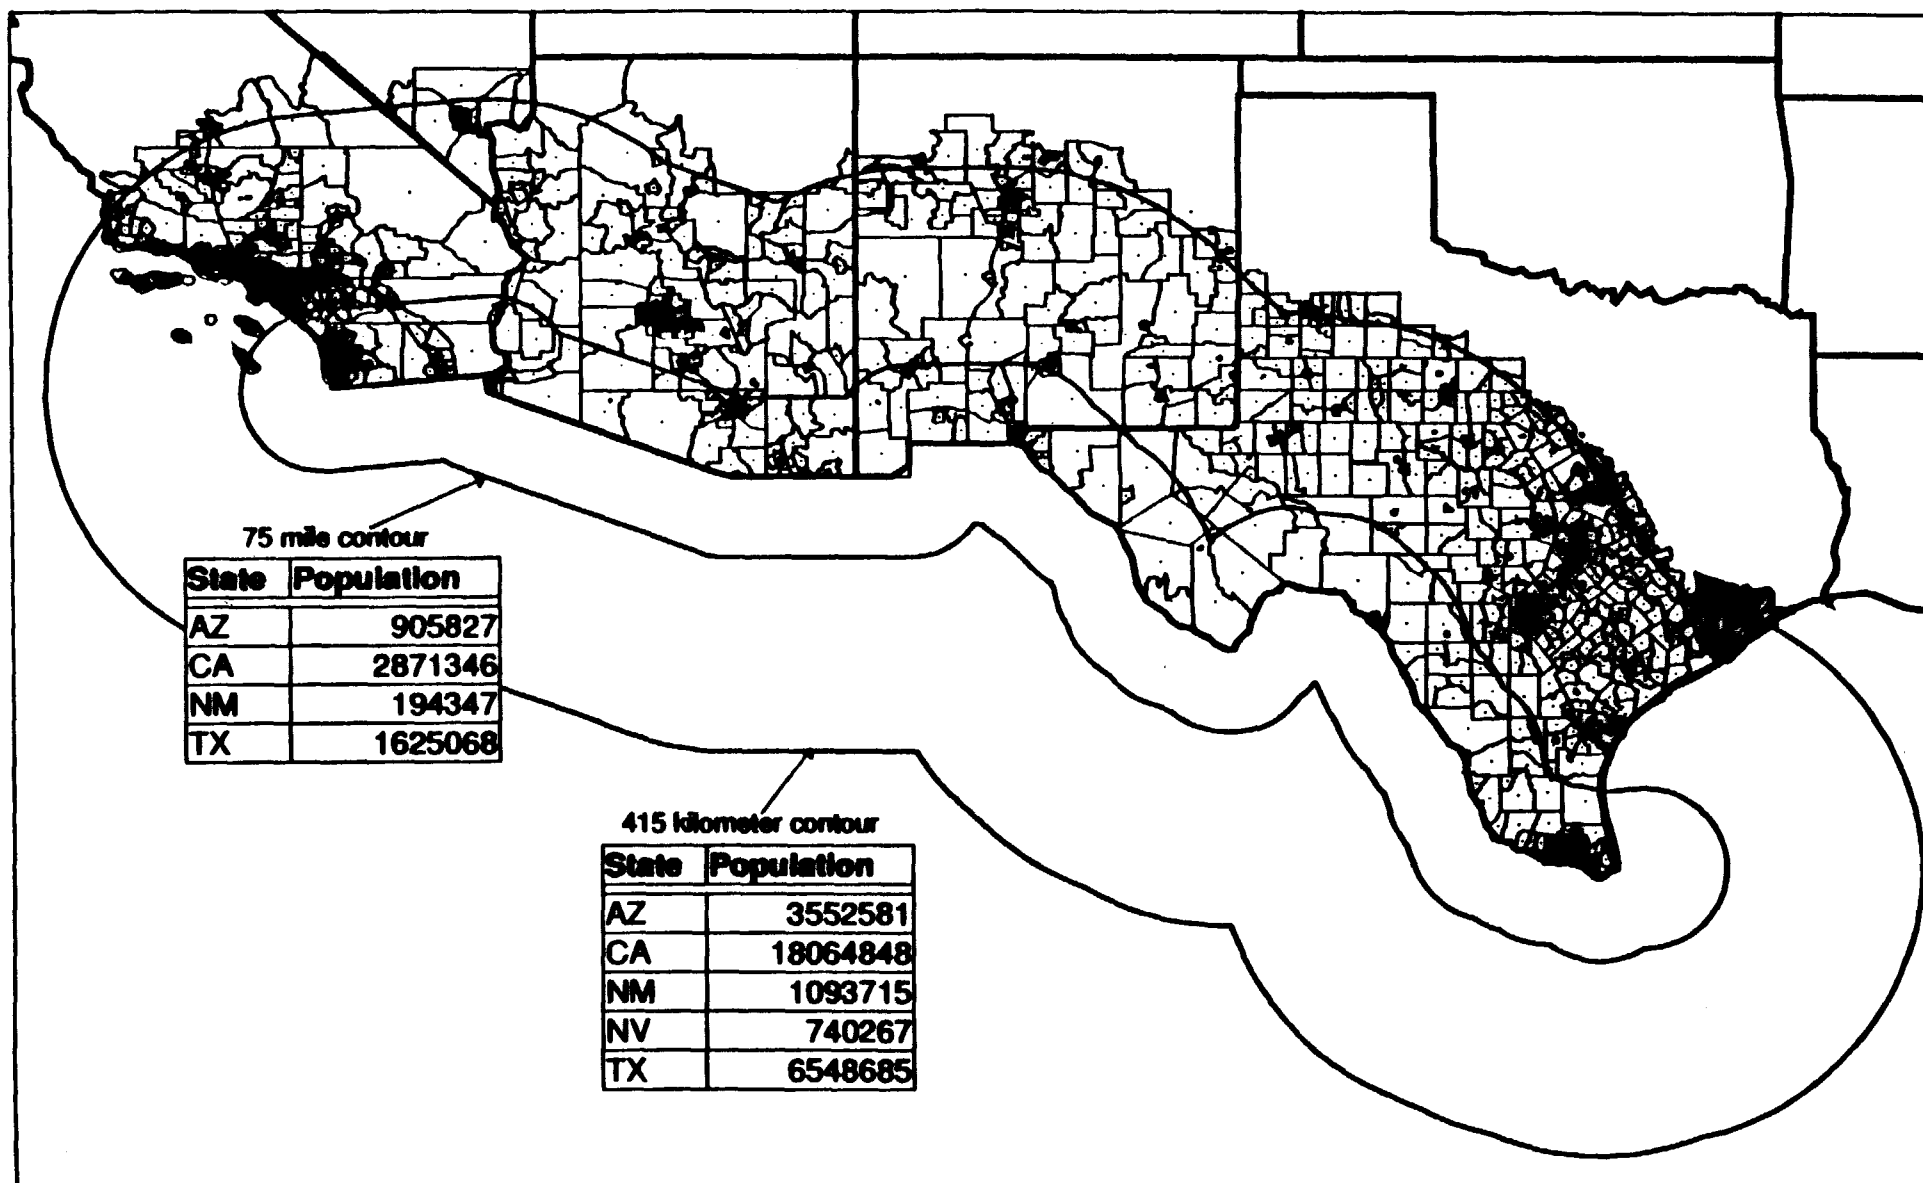 75 mile contour
State Population
AZ 905827
CA 2871346
NM 194347
TX 1625068
415 kilometer contour
State Population
AZ 3552581
CA 18064848
NM 1093715
NV 740267
TX 6548685